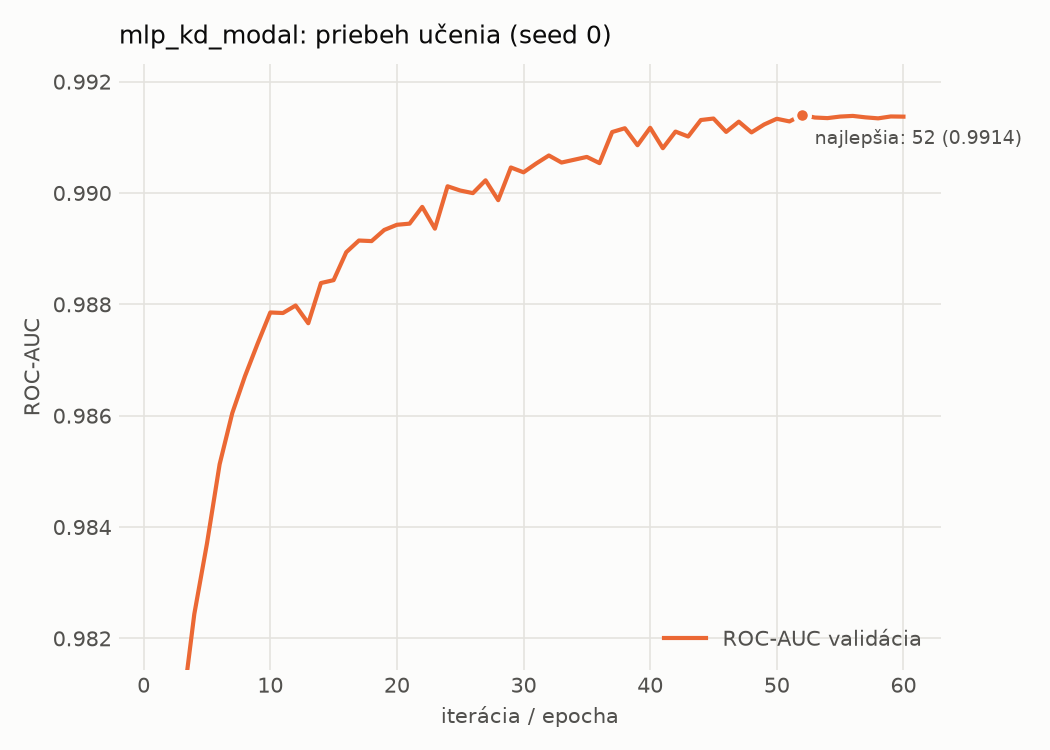 mlp_kd_modal: priebeh učenia (seed 0)
0.992
0.990
0.988
0.986
0.984
0.982
ROC-AUC
najlepšia: 52 (0.9914)
ROC-AUC validácia
0 10 20 30 40 50 60
iterácia / epocha